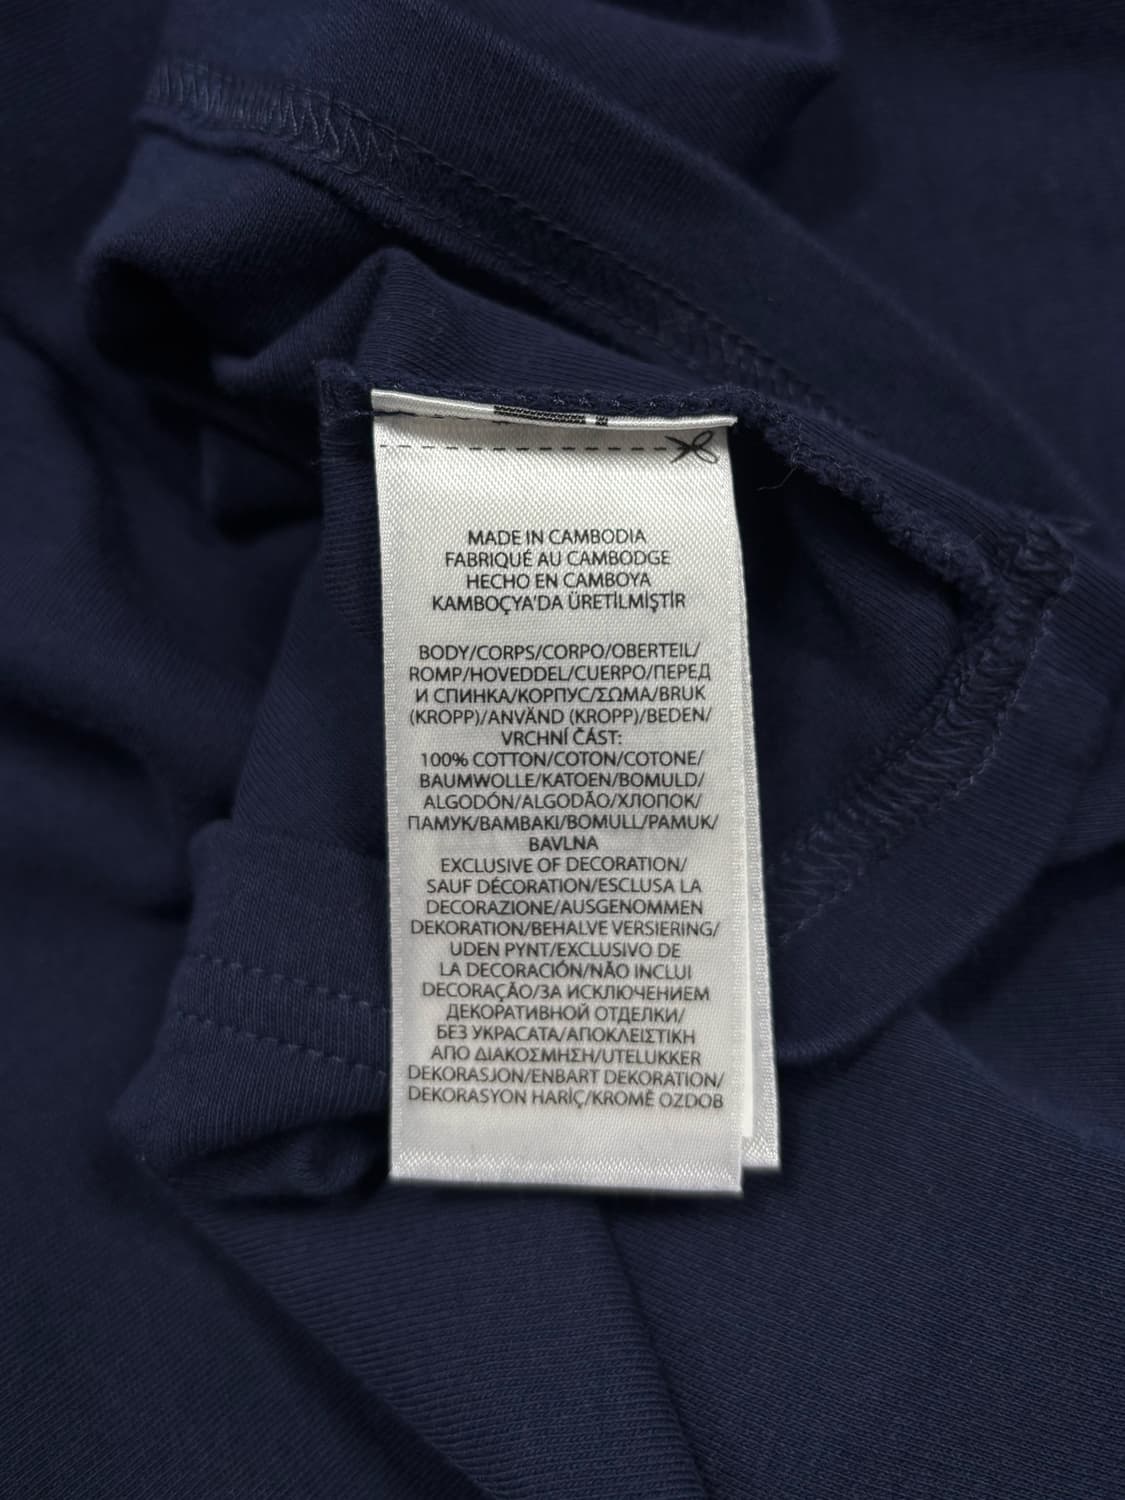 MADE IN CAMBODIA
FABRIQUÉ AU CAMBODGE
HECHO EN CAMBOYA
KAMBOÇYA'DA ÜRETİLMİŞTİR
BODY/CORPS/CORPO/OBERTEIL/
ROMP/HOVEDDEL/CUERPO/ПЕРЕД
И СПИНКА/КОРПУС/ΣΩΜΑ/BRUK
(KROPP)/ANVÄND (KROPP)/BEDEN/
VRCHNÍ ČÁST:
100% COTTON/COTON/COTONE/
BAUMWOLLE/KATOEN/BOMULD/
ALGODÓN/ALGODÃO/ХЛОПОК/
ПАМУК/ΒΑΜΒΑΚΙ/BOMULL/PAMUK/
BAVLNA
EXCLUSIVE OF DECORATION/
SAUF DÉCORATION/ESCLUSA LA
DECORAZIONE/AUSGENOMMEN
DEKORATION/BEHALVE VERSIERING/
UDEN PYNT/EXCLUSIVO DE
LA DECORACIÓN/NÃO INCLUI
DECORAÇÃO/ЗА ИСКЛЮЧЕНИЕМ
ДЕКОРАТИВНОЙ ОТДЕЛКИ/
БЕЗ УКРАСАТА/ΑΠΟΚΛΕΙΣΤΙΚΗ
ΑΠΟ ΔΙΑΚΟΣΜΗΣΗ/UTELUKKER
DEKORASJON/ENBART DEKORATION/
DEKORASYON HARİÇ/KROMĚ OZDOB